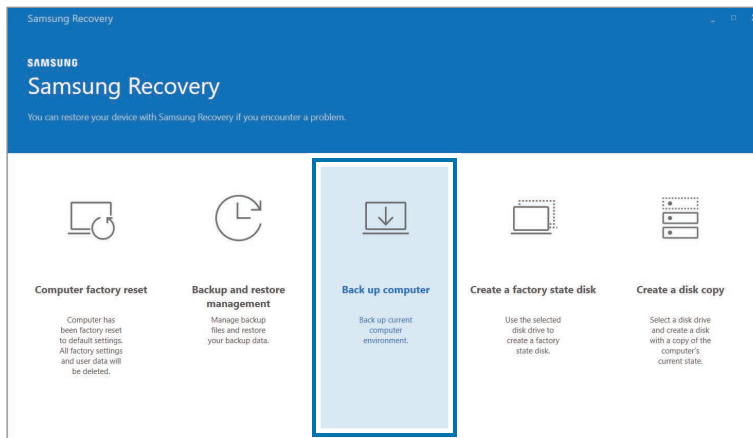 Samsung Recovery
SAMSUNG
Samsung Recovery
You can restore your device with Samsung Recovery if you encounter a problem.
Computer factory reset
Computer has
been factory reset
to default settings.
All factory settings
and user data will
be deleted.
Backup and restore
management
Manage backup
files and restore
your backup data.
Back up computer
Back up current
computer
environment.
Create a factory state disk
Use the selected
disk drive to
create a factory
state disk.
Create a disk copy
Select a disk drive
and create a disk
with a copy of the
computer's
current state.